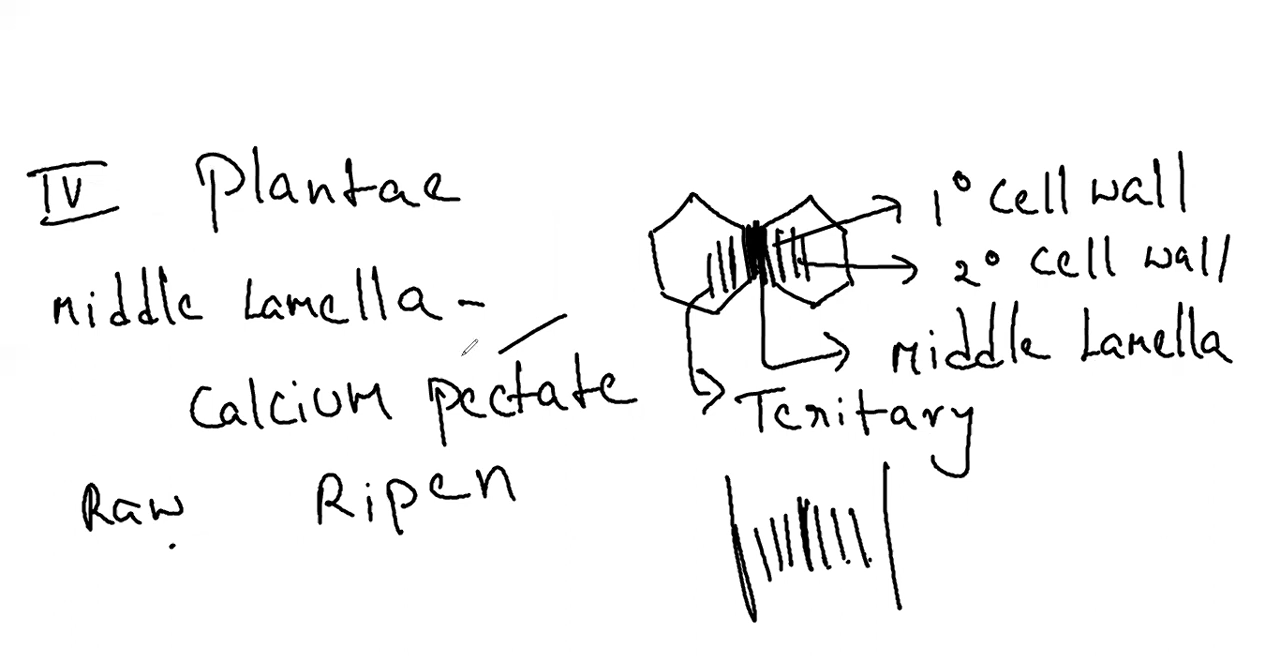 IV Plantae
Middle Lamella -
Calcium pectate
Raw Ripen
1° cell wall
2° cell wall
Middle Lamella
Teritary